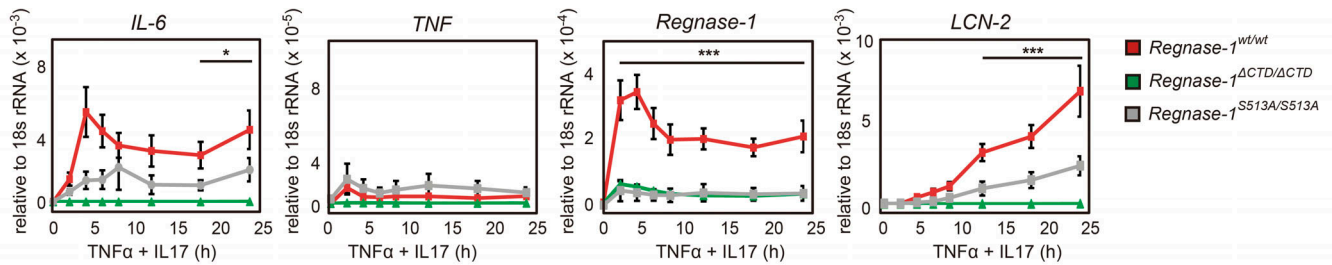 IL-6
relative to 18s rRNA (x 10⁻³)
8
4
0
*
0 5 10 15 20 25
TNFα + IL17 (h)
TNF
relative to 18s rRNA (x 10⁻⁵)
8
4
0
0 5 10 15 20 25
TNFα + IL17 (h)
Regnase-1
relative to 18s rRNA (x 10⁻⁴)
4
2
0
***
0 5 10 15 20 25
TNFα + IL17 (h)
LCN-2
relative to 18s rRNA (x 10⁻³)
10
5
0
***
0 5 10 15 20 25
TNFα + IL17 (h)
Regnase-1ʷᵗ/ʷᵗ
Regnase-1ΔCTD/ΔCTD
Regnase-1S513A/S513A